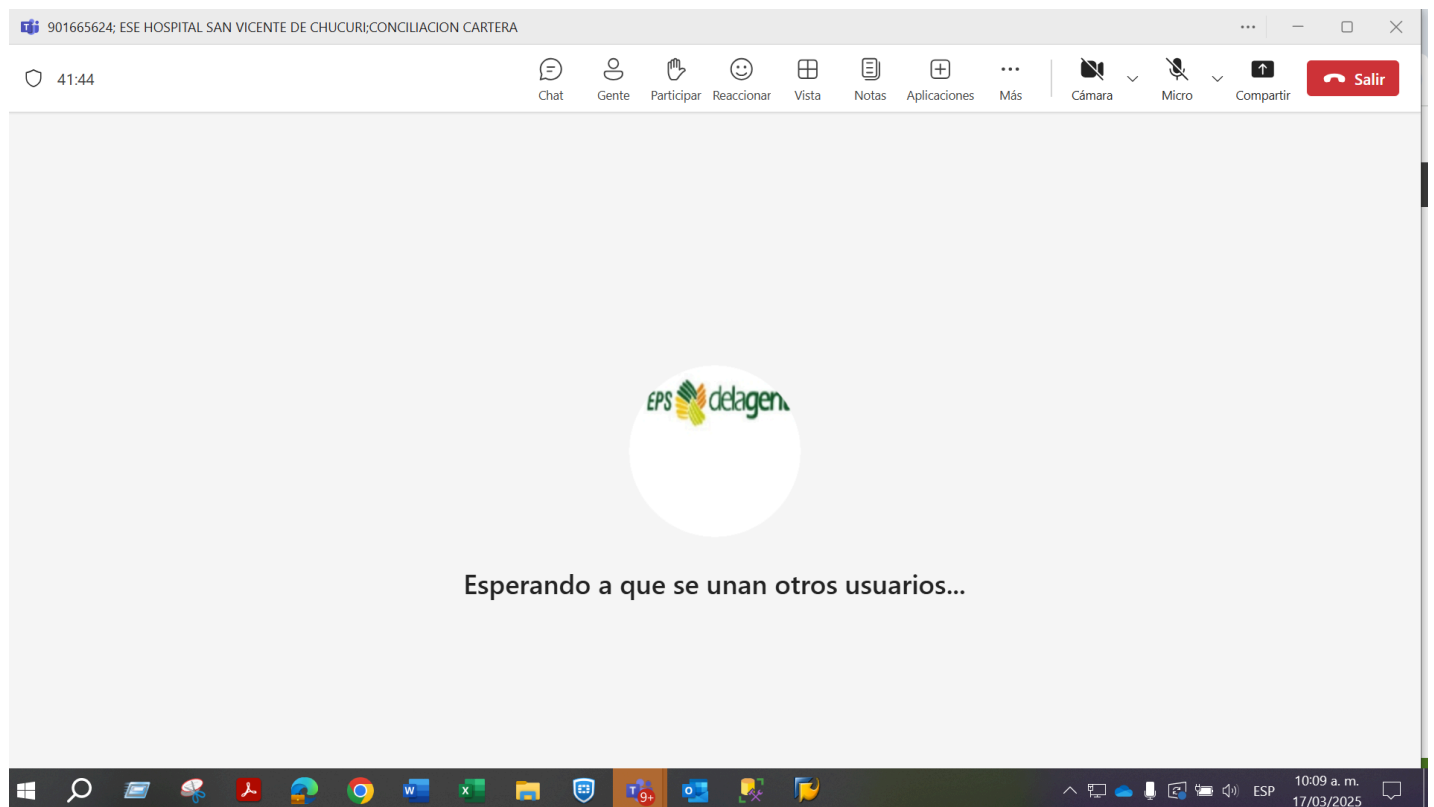 901665624; ESE HOSPITAL SAN VICENTE DE CHUCURI;CONCILIACION CARTERA
41:44
Chat Gente Participar Reaccionar Vista Notas Aplicaciones Más Cámara Micro Compartir Salir
EPS delagen
Esperando a que se unan otros usuarios...
9+
ESP
10:09 a. m.
17/03/2025